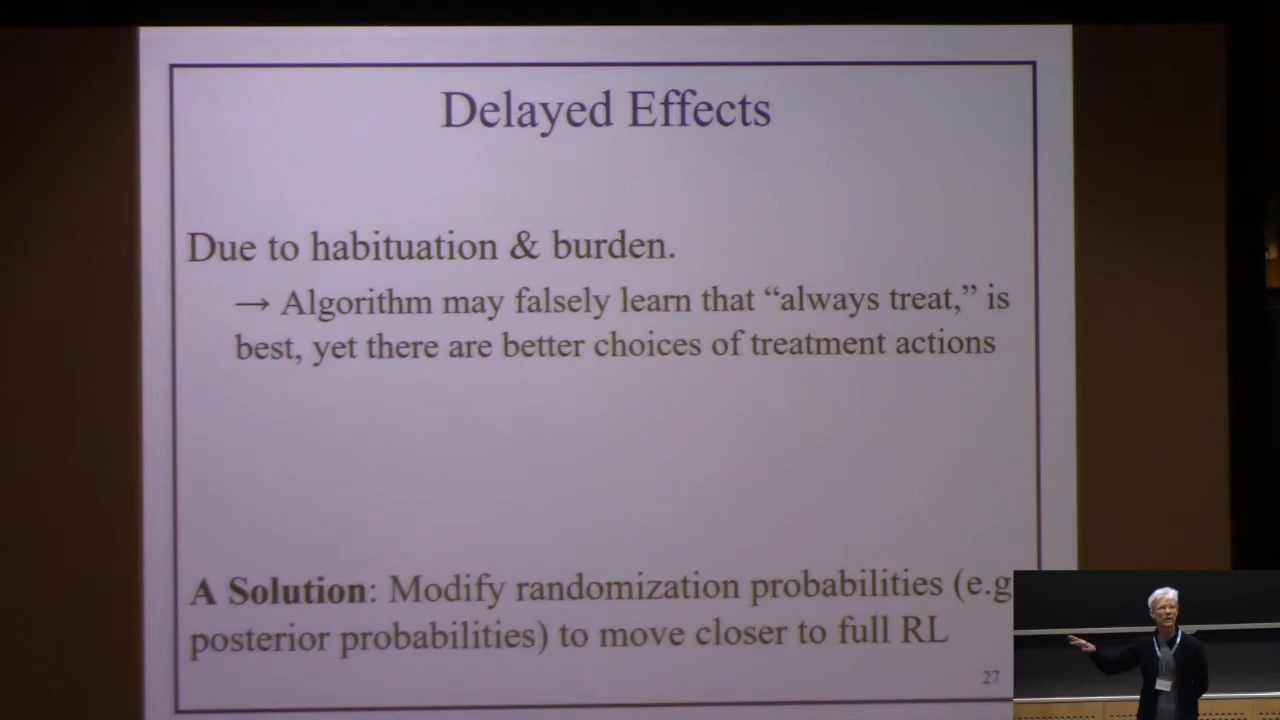 Delayed Effects
Due to habituation & burden.
→ Algorithm may falsely learn that “always treat,” is
best, yet there are better choices of treatment actions
A Solution: Modify randomization probabilities (e.g
posterior probabilities) to move closer to full RL
27